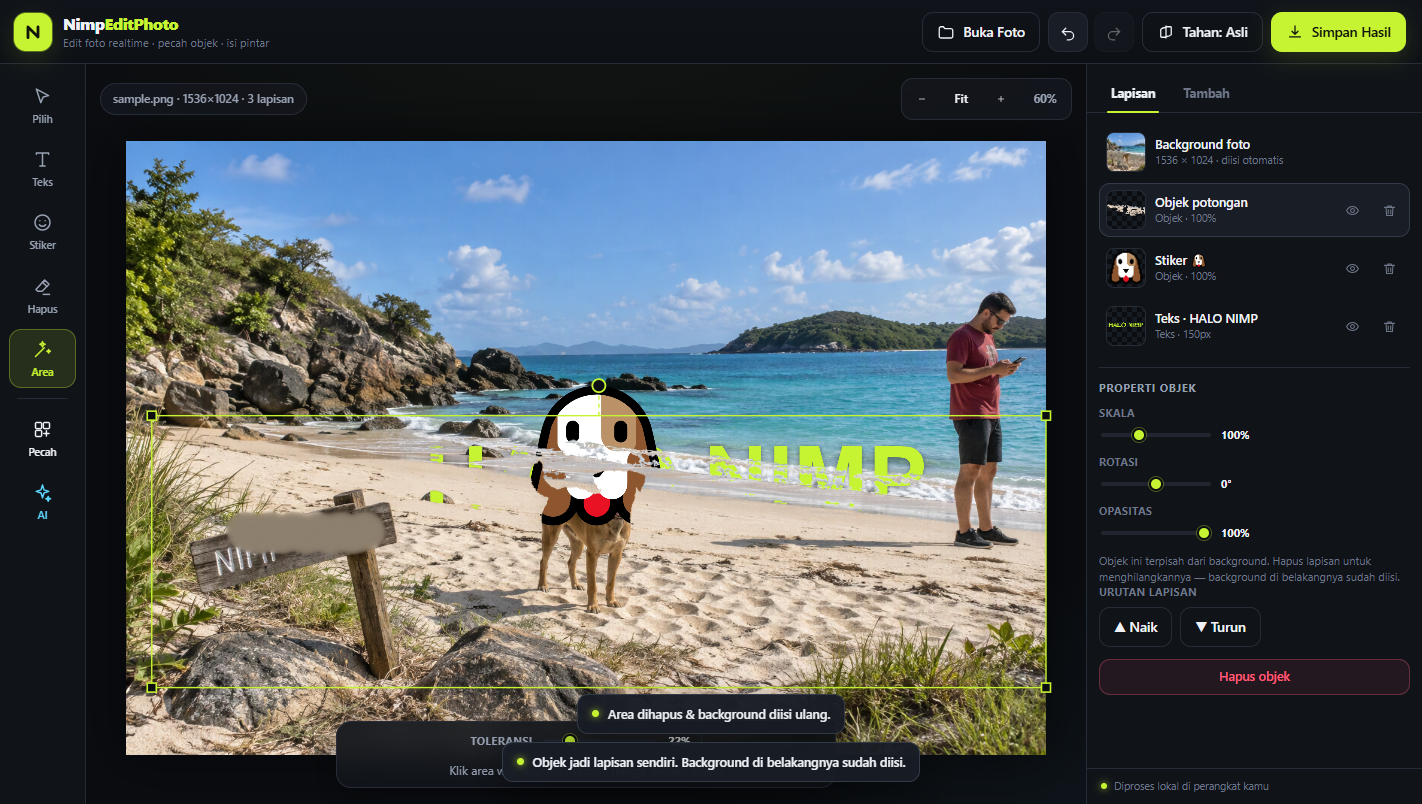 N
NimpEditPhoto
Edit foto realtime · pecah objek · isi pintar
Buka Foto
Tahan: Asli
Simpan Hasil
Pilih
Teks
Stiker
Hapus
Area
Pecah
AI
sample.png · 1536×1024 · 3 lapisan
− Fit + 60%
NIMP
TOLERANSI
22%
Klik area
Area dihapus & background diisi ulang.
Objek jadi lapisan sendiri. Background di belakangnya sudah diisi.
Lapisan
Tambah
Background foto
1536 × 1024 · diisi otomatis
Objek potongan
Objek · 100%
Stiker
Objek · 100%
HALO NIMP
Teks · HALO NIMP
Teks · 150px
PROPERTI OBJEK
SKALA
100%
ROTASI
0°
OPASITAS
100%
Objek ini terpisah dari background. Hapus lapisan untuk
menghilangkannya — background di belakangnya sudah diisi.
URUTAN LAPISAN
▲ Naik
▼ Turun
Hapus objek
Diproses lokal di perangkat kamu